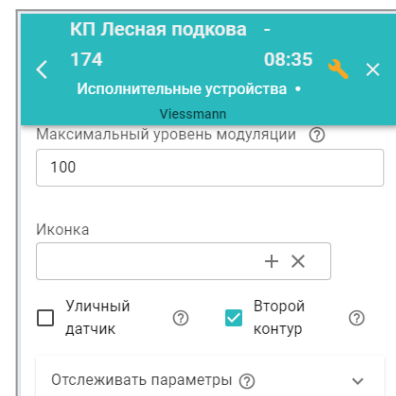 КП Лесная подкова -
174 08:35
Исполнительные устройства •
Viessmann
Максимальный уровень модуляции ?
100
Иконка
Уличный
датчик ?
Второй
контур ?
Отслеживать параметры ?